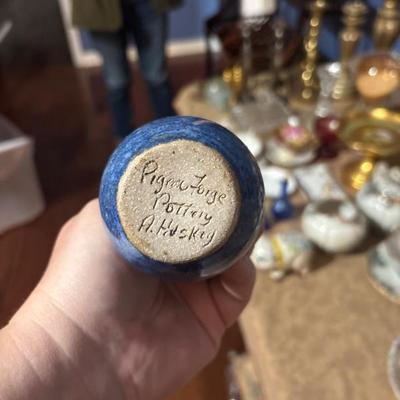 Pigeon Forge
Pottery
A. Huskey